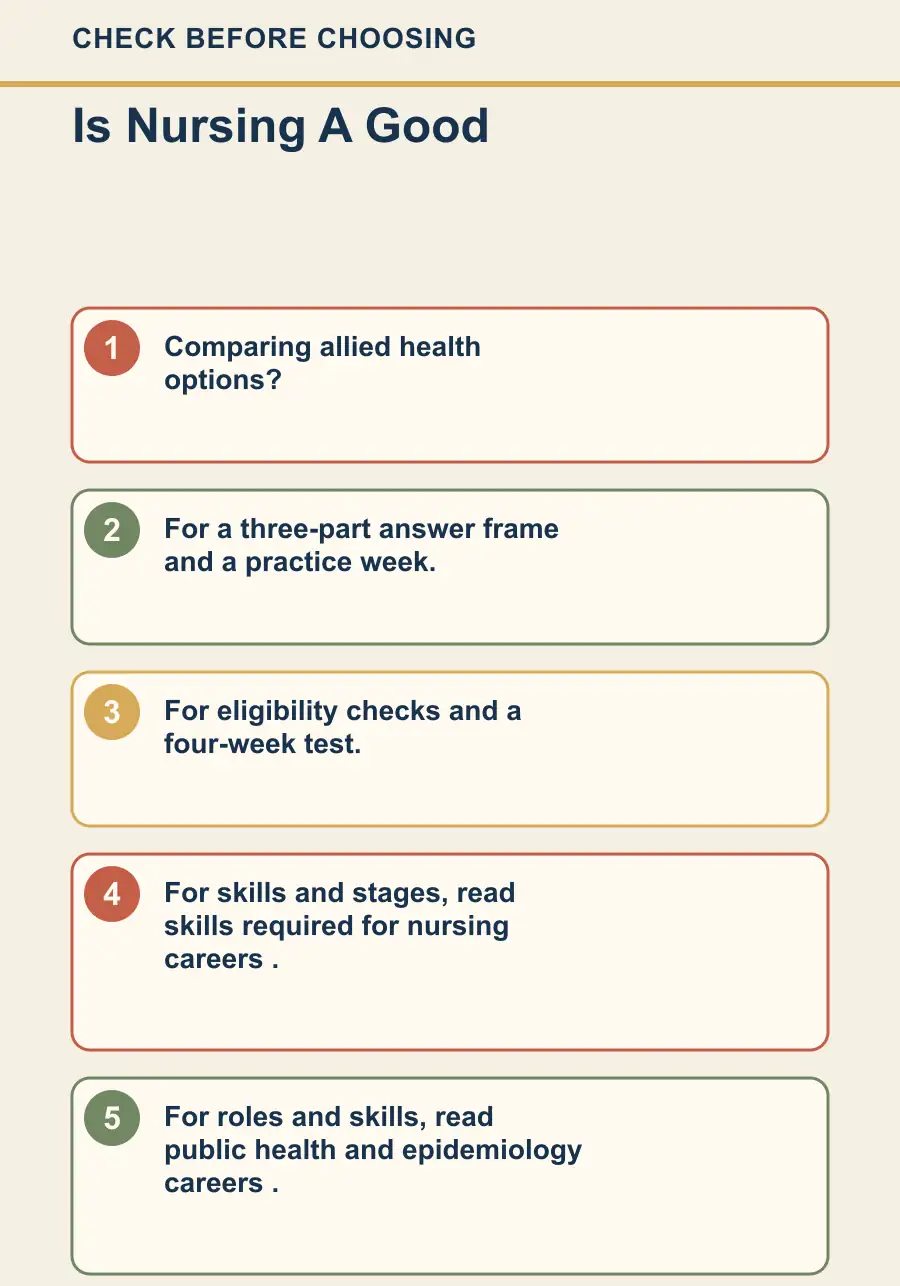 CHECK BEFORE CHOOSING
Is Nursing A Good
1
Comparing allied health
options?
2
For a three-part answer frame
and a practice week.
3
For eligibility checks and a
four-week test.
4
For skills and stages, read
skills required for nursing
careers .
5
For roles and skills, read
public health and epidemiology
careers .